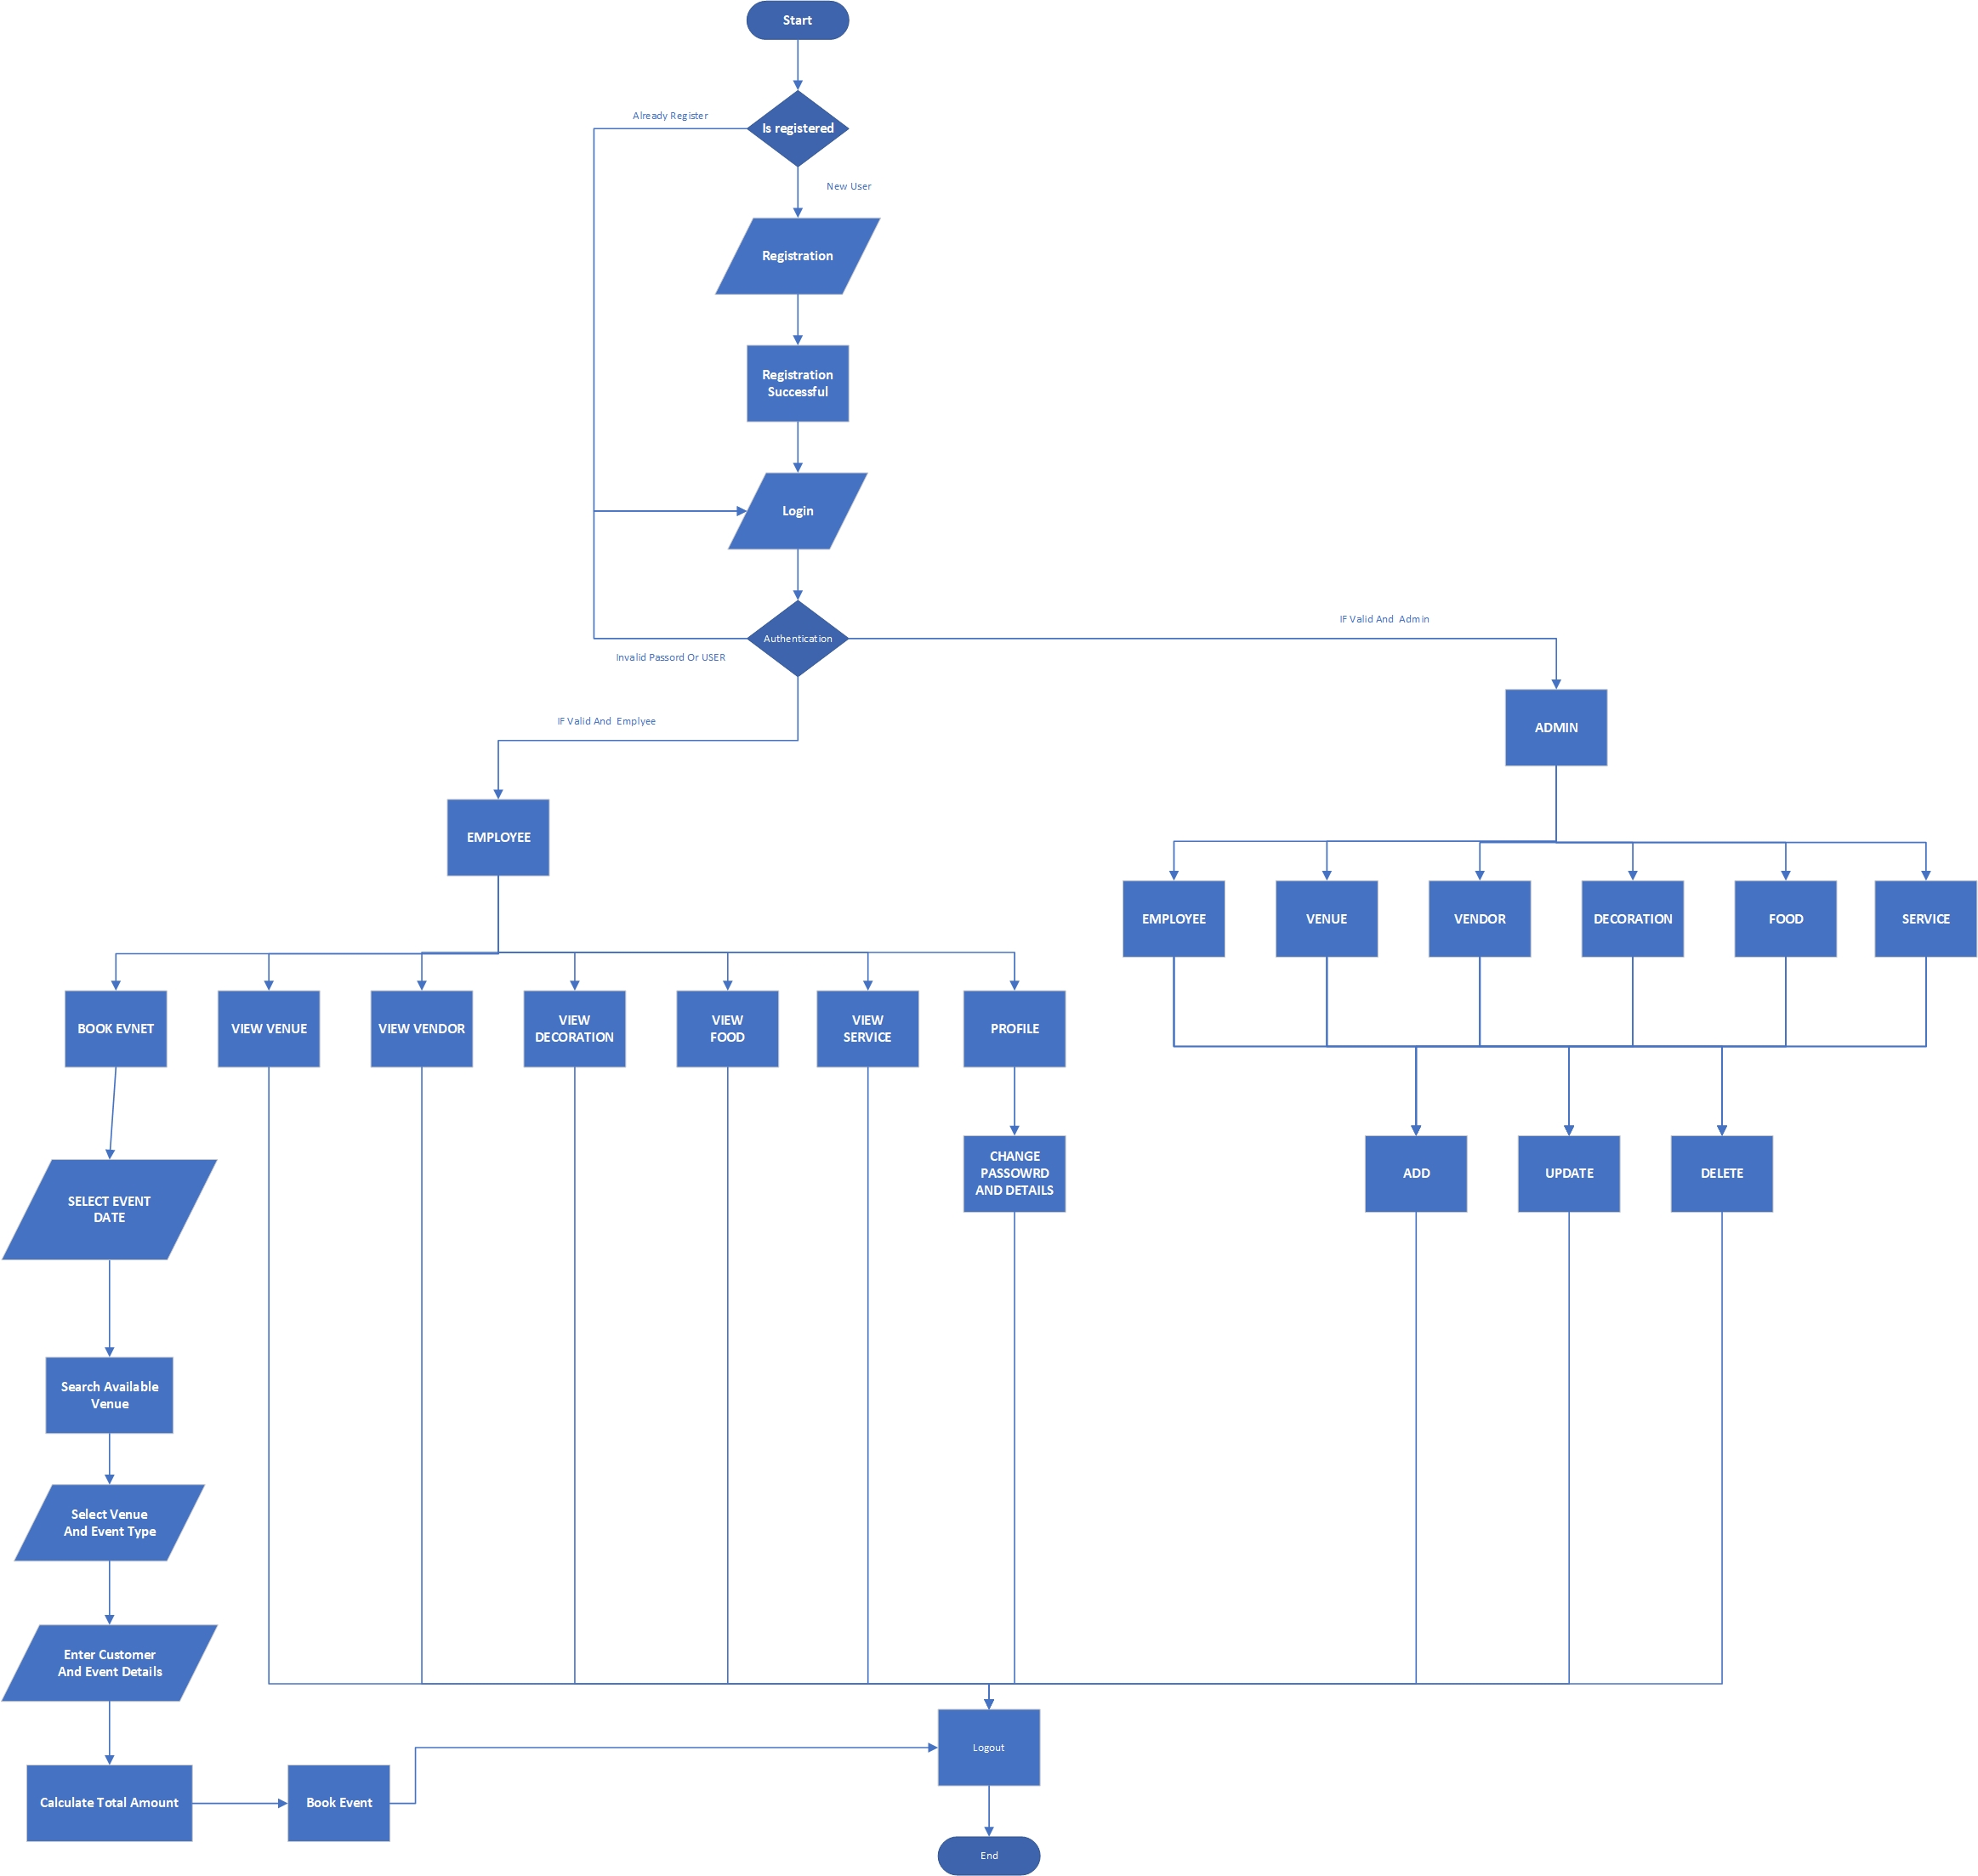 Start
Already Register
Is registered
New User
Registration
Registration
Successful
Login
IF Valid And  Admin
Authentication
Invalid Passord Or USER
IF Valid And  Emplyee
ADMIN
EMPLOYEE
EMPLOYEE
VENUE
VENDOR
DECORATION
FOOD
SERVICE
BOOK EVNET
VIEW VENUE
VIEW VENDOR
VIEW
DECORATION
VIEW
FOOD
VIEW
SERVICE
PROFILE
CHANGE
PASSOWRD
AND DETAILS
ADD
UPDATE
DELETE
SELECT EVENT
DATE
Search Available
Venue
Select Venue
And Event Type
Enter Customer
And Event Details
Logout
Calculate Total Amount
Book Event
End